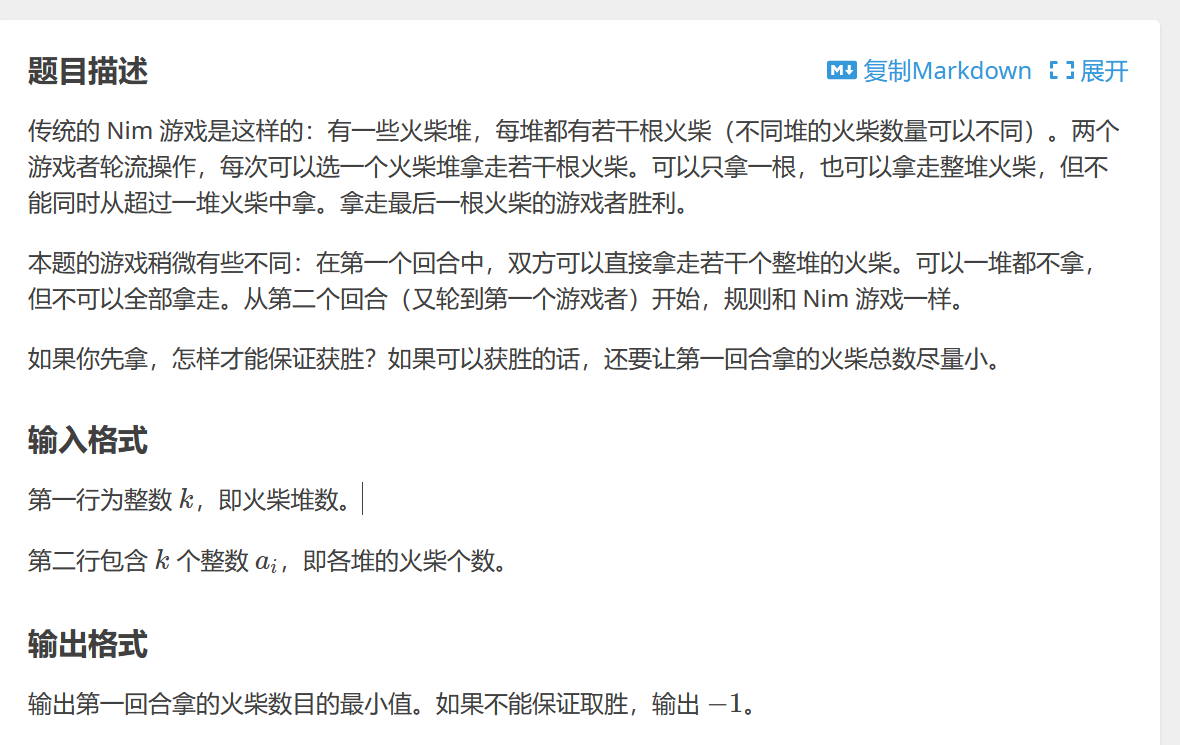 题目描述
复制Markdown 展开
传统的 Nim 游戏是这样的：有一些火柴堆，每堆都有若干根火柴（不同堆的火柴数量可以不同）。两个
游戏者轮流操作，每次可以选一个火柴堆拿走若干根火柴。可以只拿一根，也可以拿走整堆火柴，但不
能同时从超过一堆火柴中拿。拿走最后一根火柴的游戏者胜利。
本题的游戏稍微有些不同：在第一个回合中，双方可以直接拿走若干个整堆的火柴。可以一堆都不拿，
但不可以全部拿走。从第二个回合（又轮到第一个游戏者）开始，规则和 Nim 游戏一样。
如果你先拿，怎样才能保证获胜？如果可以获胜的话，还要让第一回合拿的火柴总数尽量小。
输入格式
第一行为整数 k，即火柴堆数。
第二行包含 k 个整数 aᵢ，即各堆的火柴个数。
输出格式
输出第一回合拿的火柴数目的最小值。如果不能保证取胜，输出 −1。